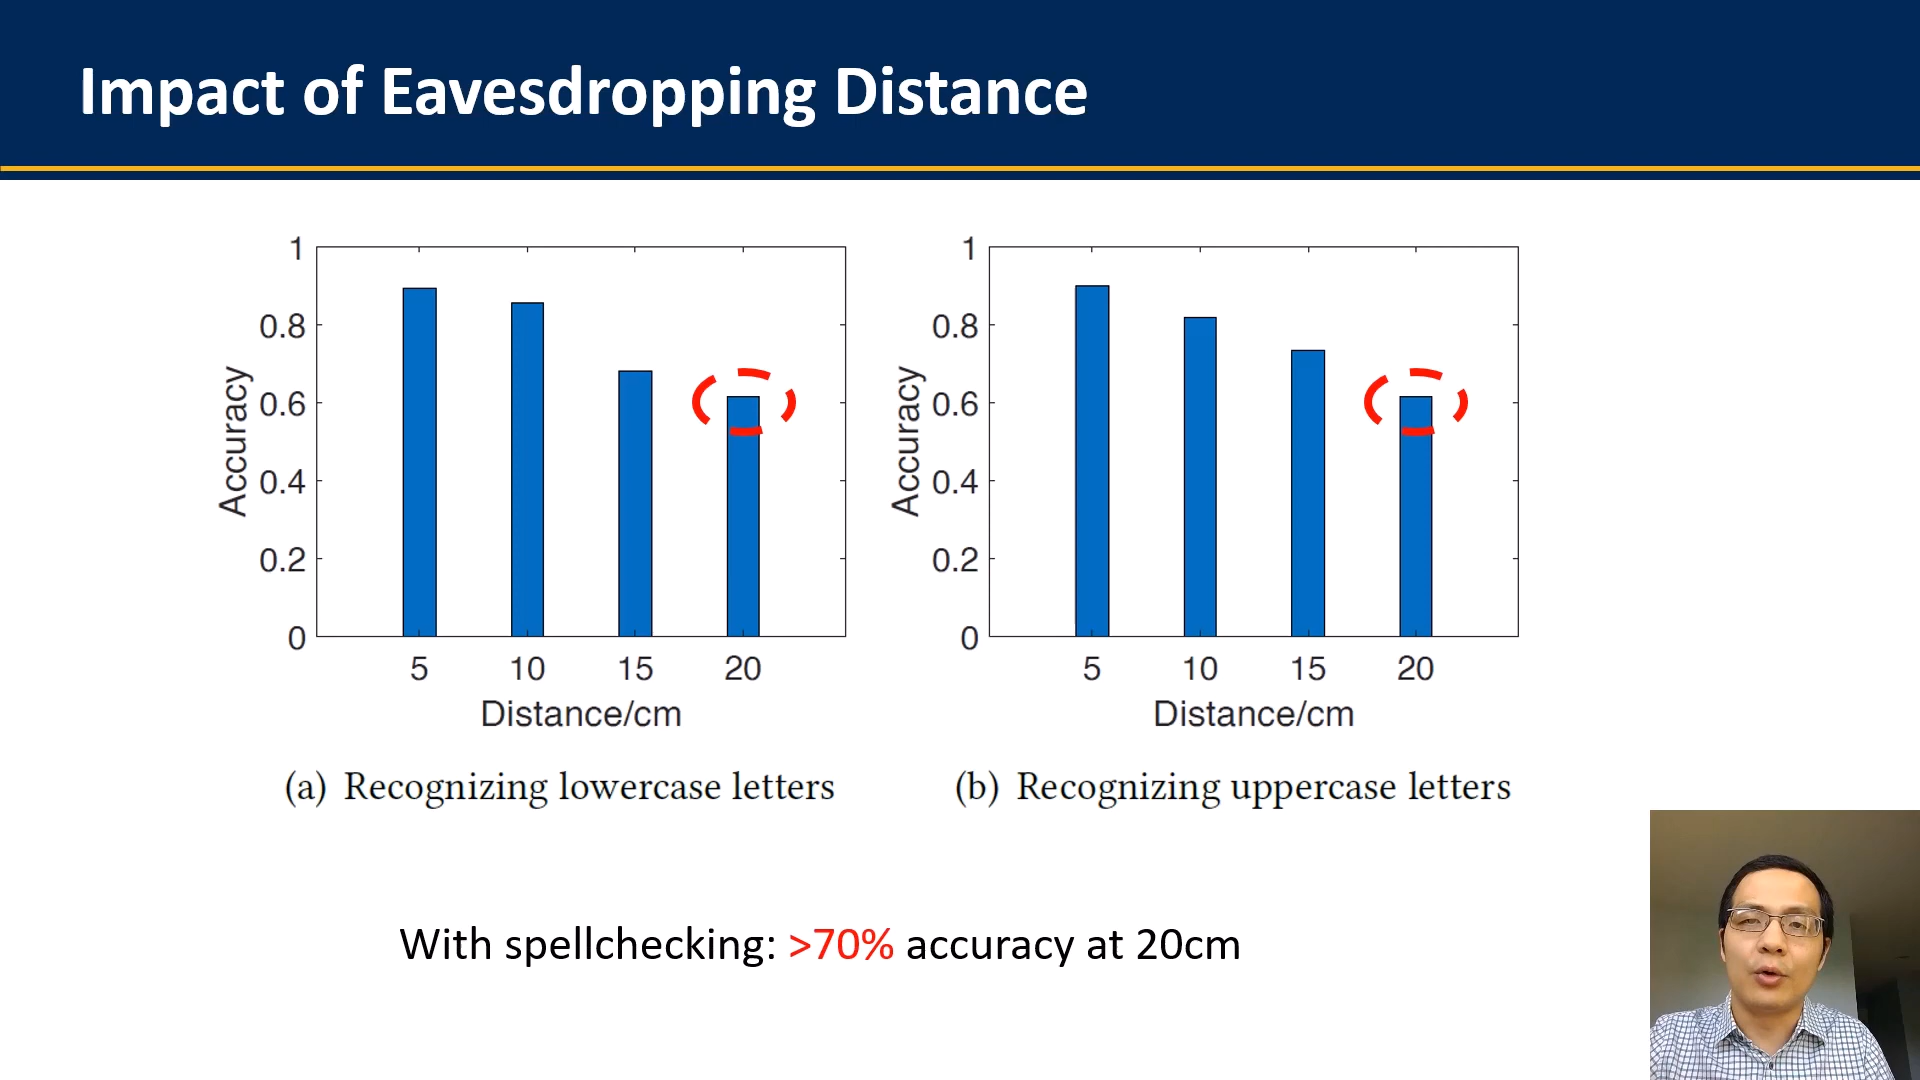 Impact of Eavesdropping Distance
1
0.8
0.6
0.4
0.2
0
Accuracy
5 10 15 20
Distance/cm
(a) Recognizing lowercase letters
1
0.8
0.6
0.4
0.2
0
Accuracy
5 10 15 20
Distance/cm
(b) Recognizing uppercase letters
With spellchecking: >70% accuracy at 20cm